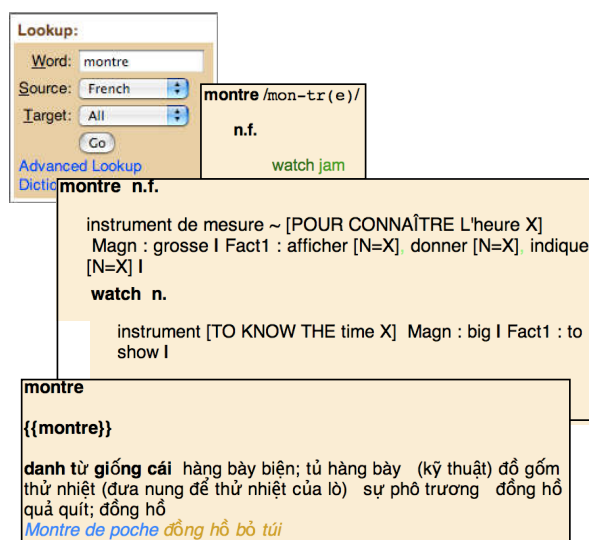 Lookup:
Word: montre
Source: French
Target: All
Go
Advanced Lookup
Dictio
montre /mon-tr(e)/
n.f.
watch jam
montre n.f.
instrument de mesure ~ [POUR CONNAÎTRE L'heure X]
Magn : grosse I Fact1 : afficher [N=X], donner [N=X], indique
[N=X] I
watch n.
instrument [TO KNOW THE time X] Magn : big I Fact1 : to
show I
montre
{{montre}}
danh từ giống cái hàng bày biện; tủ hàng bày (kỹ thuật) đồ gốm
thử nhiệt (đưa nung để thử nhiệt của lò) sự phô trương đồng hồ
quả quít; đồng hồ
Montre de poche đồng hồ bỏ túi